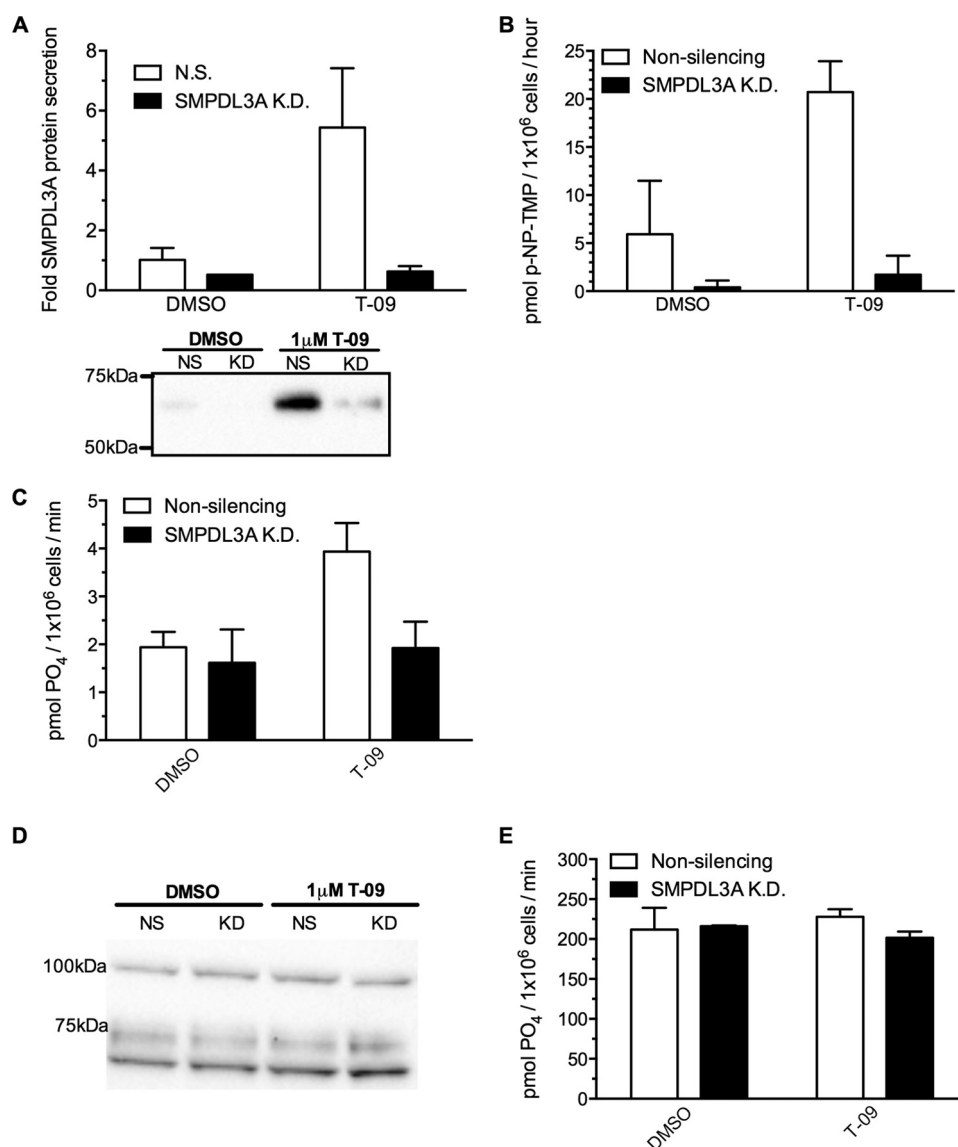 A
Fold SMPDL3A protein secretion
8
6
4
2
0
N.S.
SMPDL3A K.D.
DMSO
T-09
DMSO
1μM T-09
NS
KD
NS
KD
75kDa
50kDa
B
pmol p-NP-TMP / 1x10⁶ cells / hour
25
20
15
10
5
0
Non-silencing
SMPDL3A K.D.
DMSO
T-09
C
pmol PO₄ / 1x10⁶ cells / min
5
4
3
2
1
0
Non-silencing
SMPDL3A K.D.
DMSO
T-09
D
DMSO
1μM T-09
NS
KD
NS
KD
100kDa
75kDa
E
pmol PO₄ / 1x10⁶ cells / min
300
250
200
150
100
50
0
Non-silencing
SMPDL3A K.D.
DMSO
T-09